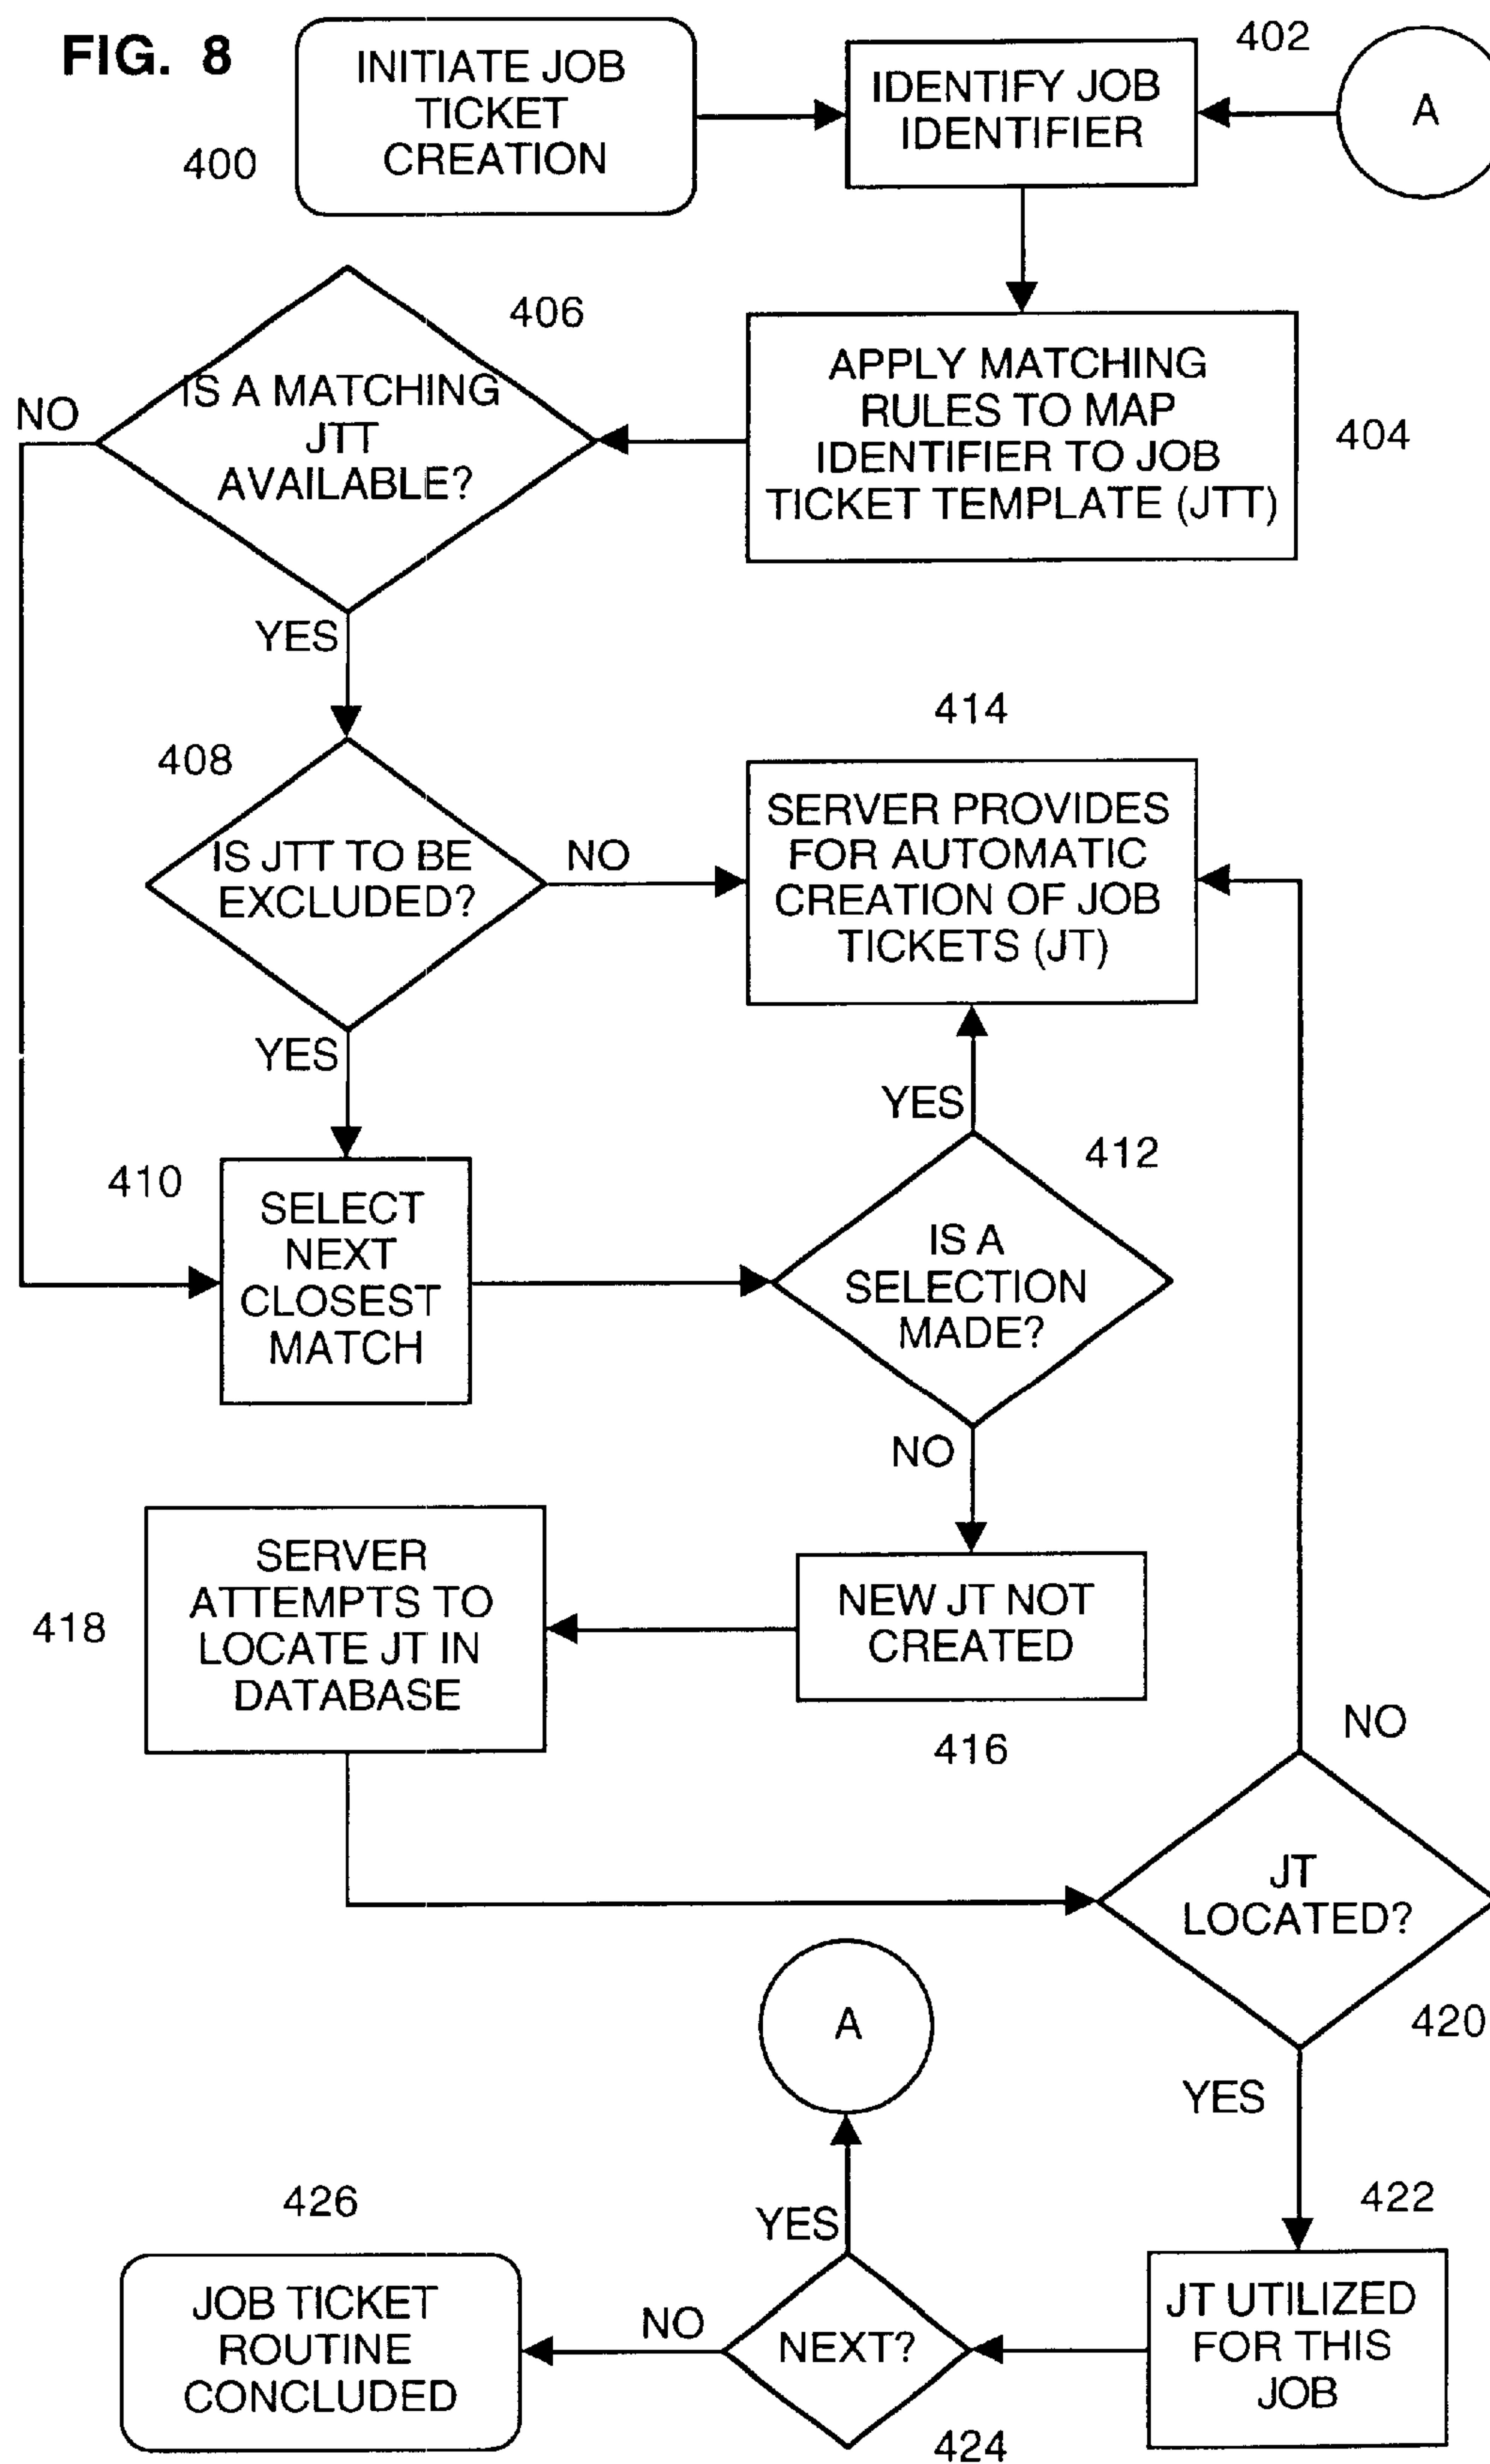 FIG. 8
INITIATE JOB
TICKET
CREATION
400
IDENTIFY JOB
IDENTIFIER
402
A
406
IS A MATCHING
JTT
AVAILABLE?
NO
YES
APPLY MATCHING
RULES TO MAP
IDENTIFIER TO JOB
TICKET TEMPLATE (JTT)
404
408
IS JTT TO BE
EXCLUDED?
NO
YES
414
SERVER PROVIDES
FOR AUTOMATIC
CREATION OF JOB
TICKETS (JT)
410
SELECT
NEXT
CLOSEST
MATCH
YES
412
IS A
SELECTION
MADE?
NO
418
SERVER
ATTEMPTS TO
LOCATE JT IN
DATABASE
NEW JT NOT
CREATED
416
NO
JT
LOCATED?
420
YES
A
YES
422
JT UTILIZED
FOR THIS
JOB
426
JOB TICKET
ROUTINE
CONCLUDED
NO
NEXT?
424